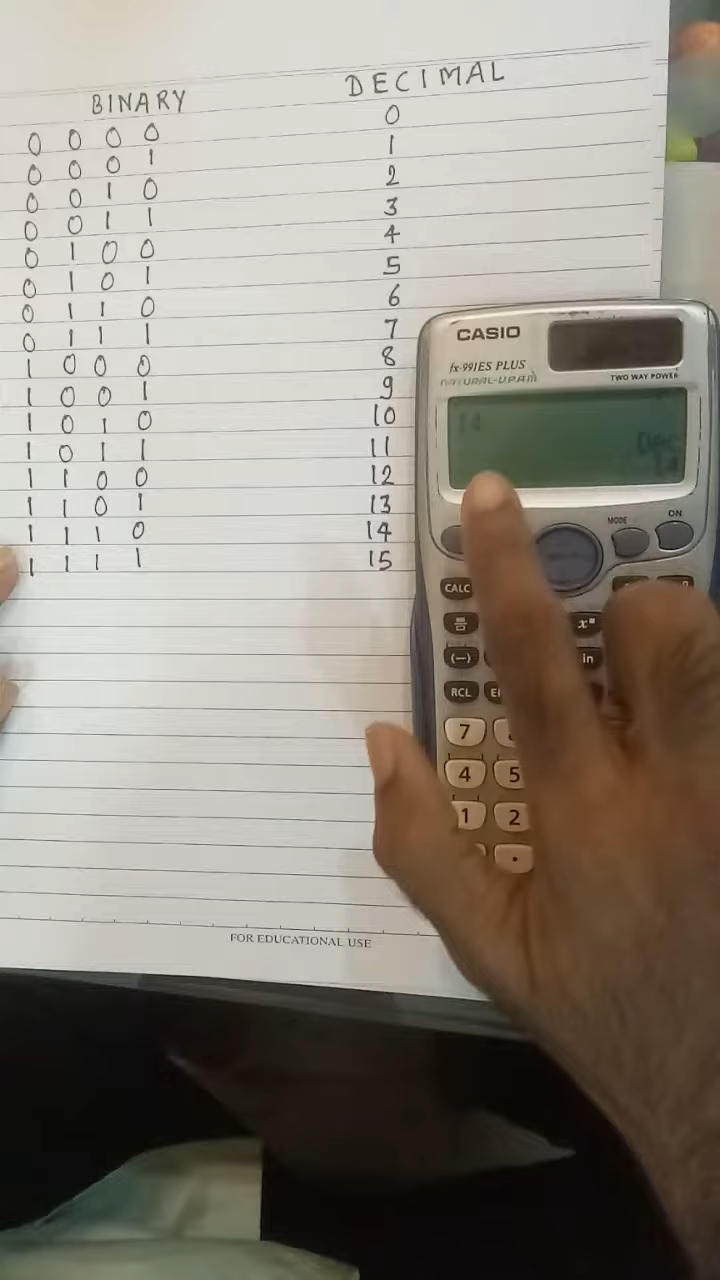 BINARY DECIMAL
0 0 0 0 0
0 0 0 1 1
0 0 1 0 2
0 0 1 1 3
0 1 0 0 4
0 1 0 1 5
0 1 1 0 6
0 1 1 1 7
1 0 0 0 8
1 0 0 1 9
1 0 1 0 10
1 0 1 1 11
1 1 0 0 12
1 1 0 1 13
1 1 1 0 14
1 1 1 1 15
CASIO
fx-991ES PLUS
NATURAL-V.P.A.M.
TWO WAY POWER
14
Dec
14
MODE ON
CALC
(−)
RCL
7
4 5
1 2
.
FOR EDUCATIONAL USE